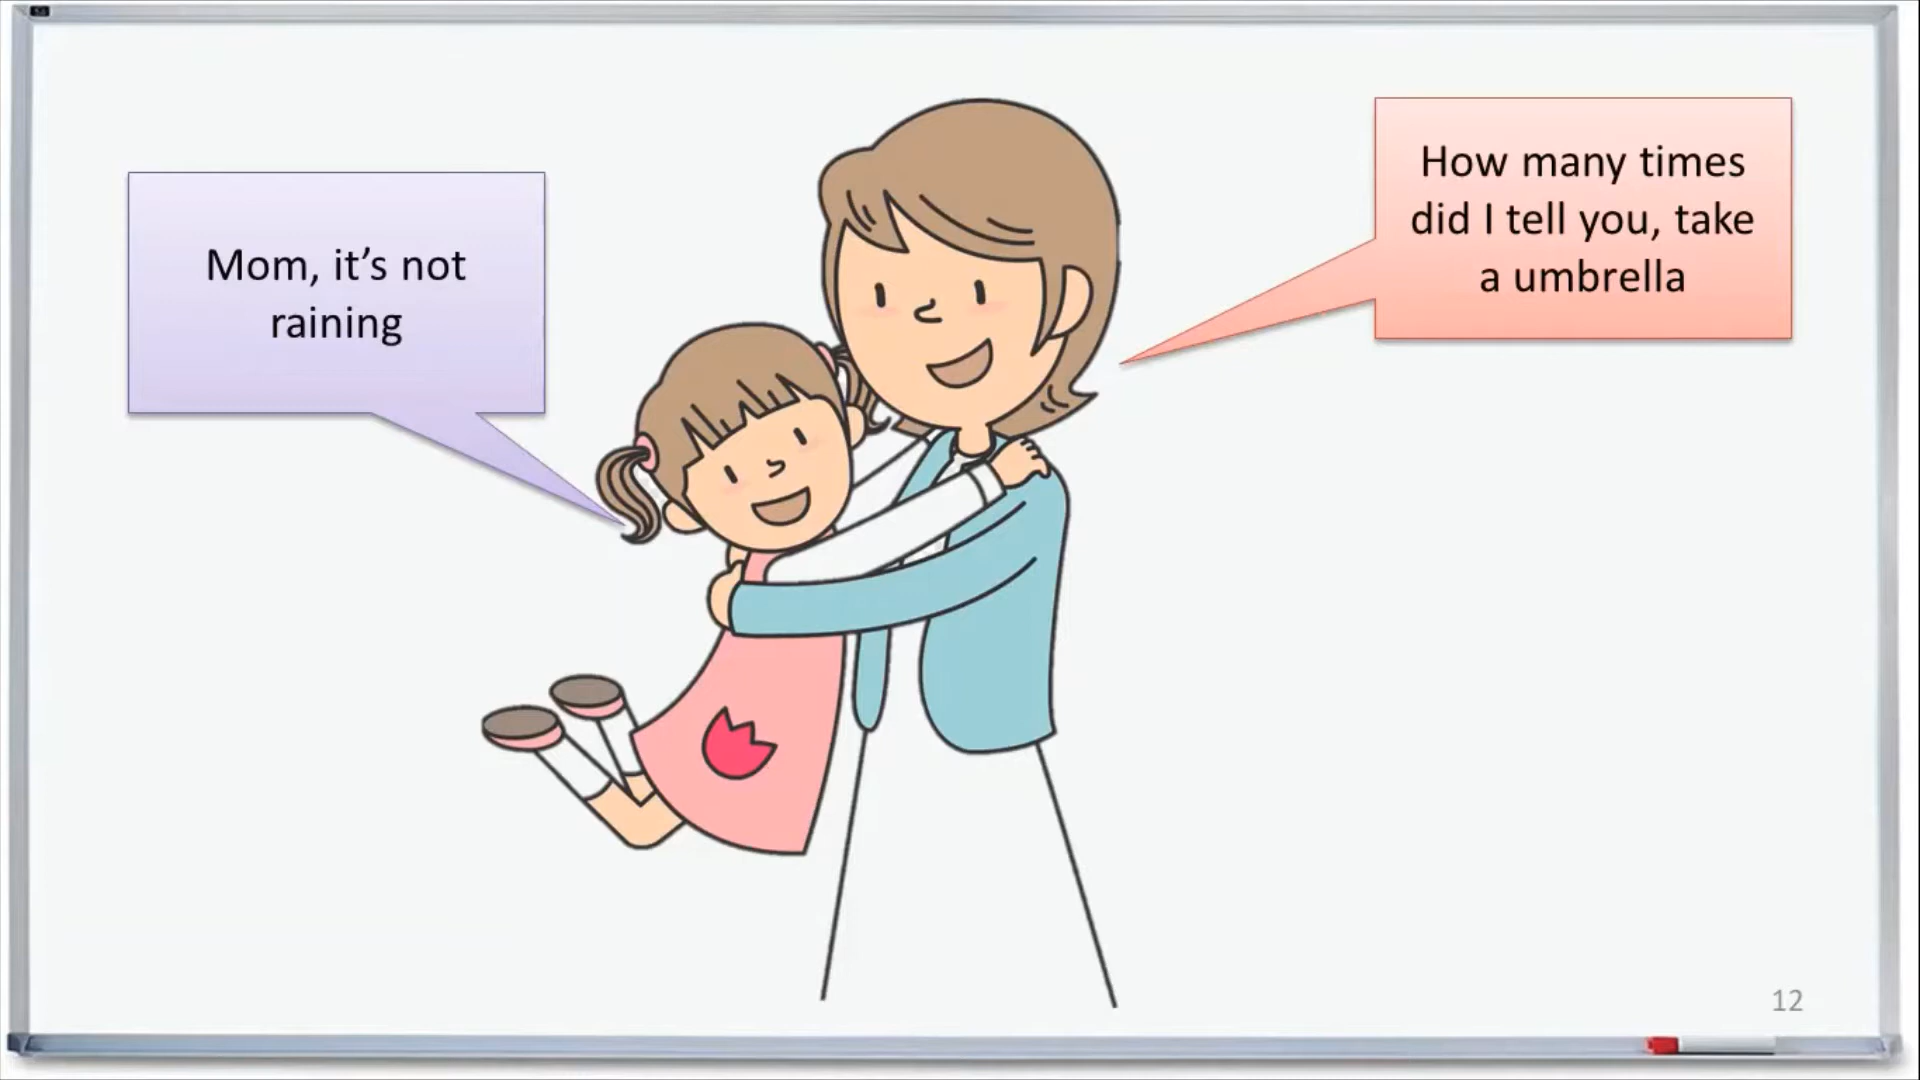 Mom, it’s not
raining
How many times
did I tell you, take
a umbrella
12